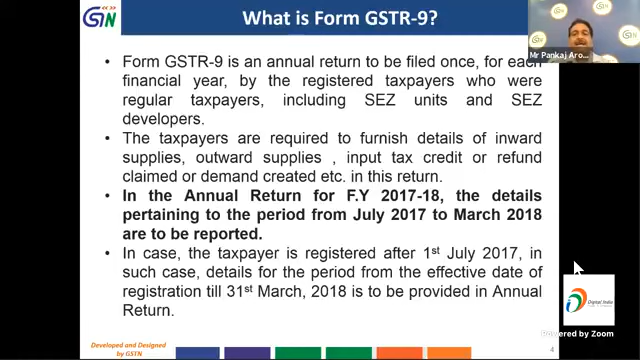 GSTN
What is Form GSTR-9?
• Form GSTR-9 is an annual return to be filed once, for each
financial year, by the registered taxpayers who were
regular taxpayers, including SEZ units and SEZ
developers.
• The taxpayers are required to furnish details of inward
supplies, outward supplies , input tax credit or refund
claimed or demand created etc. in this return.
• In the Annual Return for F.Y 2017-18, the details
pertaining to the period from July 2017 to March 2018
are to be reported.
• In case, the taxpayer is registered after 1st July 2017, in
such case, details for the period from the effective date of
registration till 31st March, 2018 is to be provided in Annual
Return.
Developed and Designed
by GSTN
4
Mr Pankaj Aro...
Digital India
Powered by Zoom